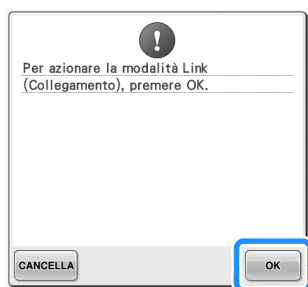 Per azionare la modalità Link
(Collegamento), premere OK.
CANCELLA
OK